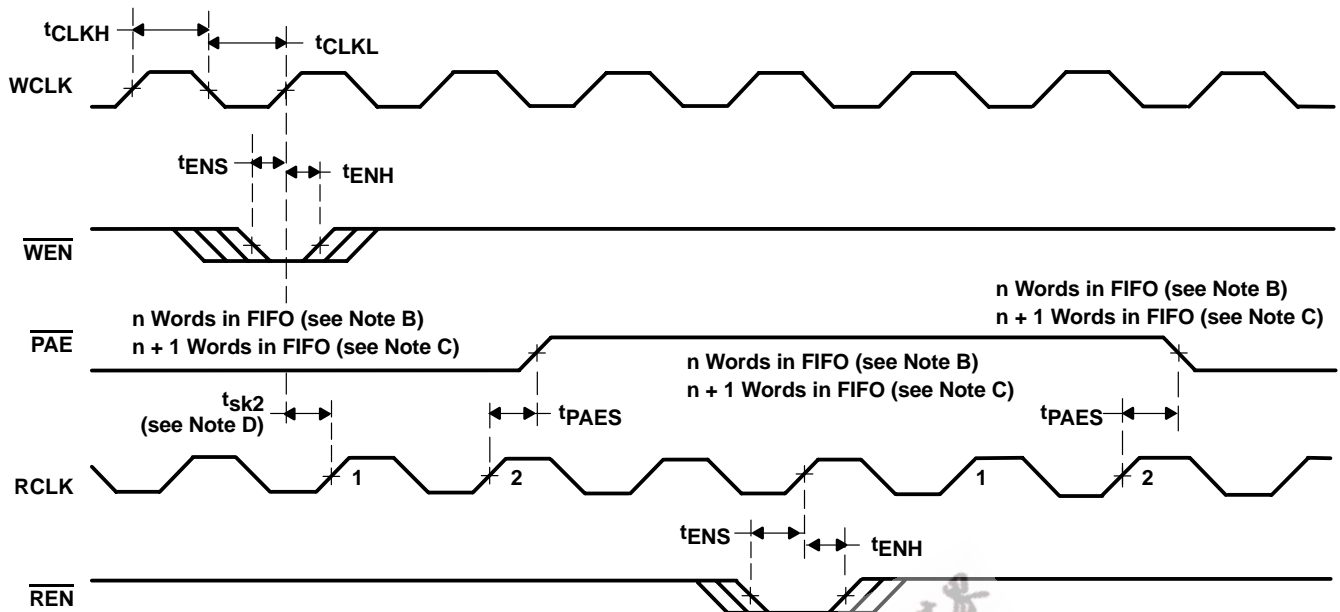 tCLKH
tCLKL
WCLK
tENS
tENH
WEN
n Words in FIFO (see Note B)
n + 1 Words in FIFO (see Note C)
n Words in FIFO (see Note B)
n + 1 Words in FIFO (see Note C)
PAE
n Words in FIFO (see Note B)
n + 1 Words in FIFO (see Note C)
tsk2
(see Note D)
tPAES
tPAES
RCLK
1
2
1
2
tENS
tENH
REN